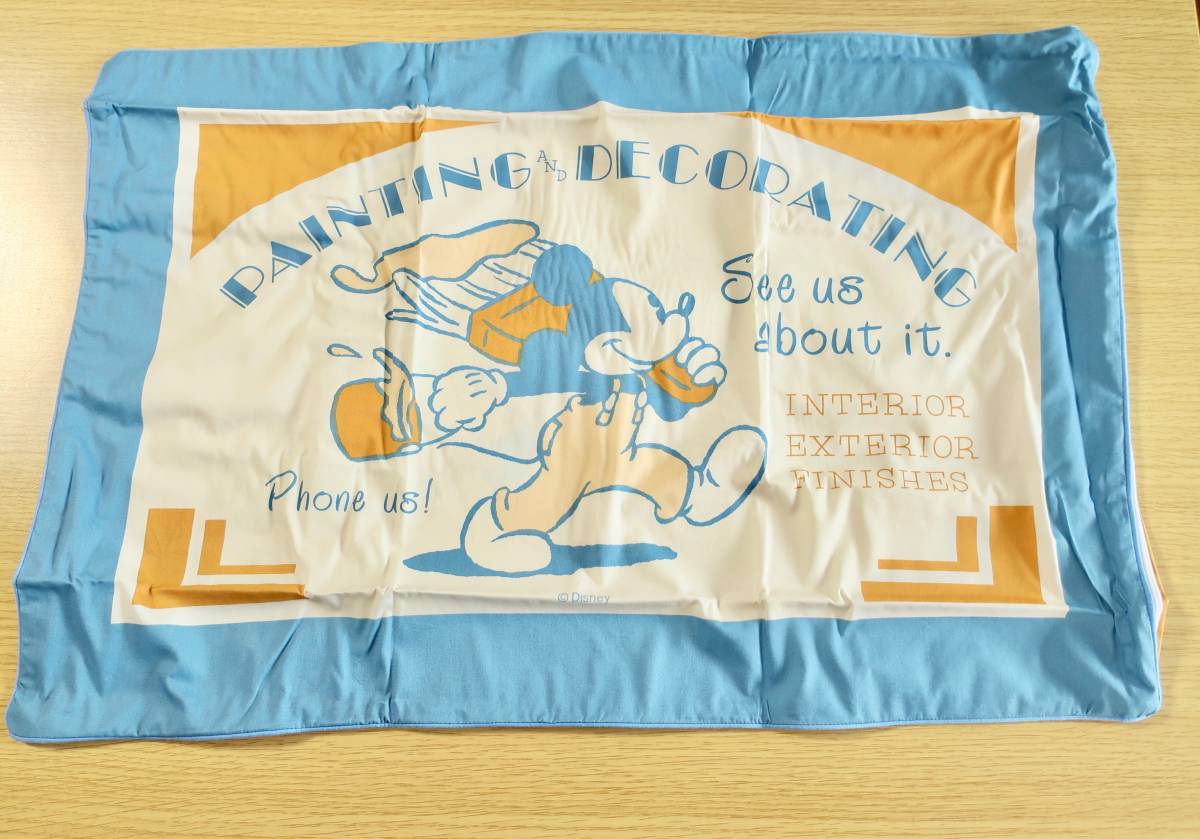 PAINTING AND DECORATING
See us
about it.
INTERIOR
EXTERIOR
FINISHES
Phone us!
© Disney